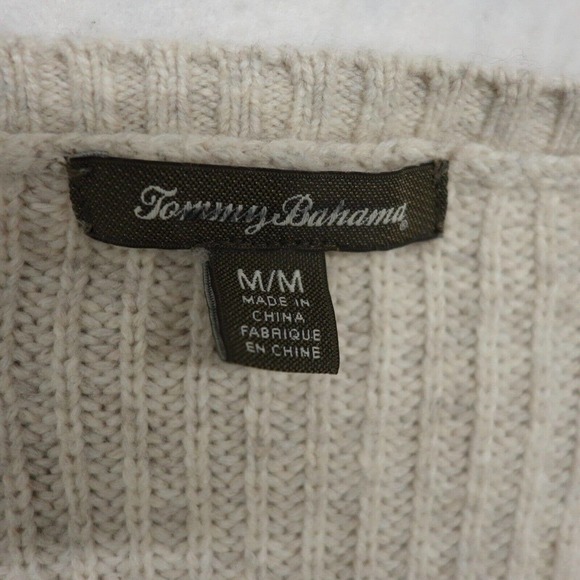 Tommy Bahama®
M/M
MADE IN
CHINA
FABRIQUE
EN CHINE